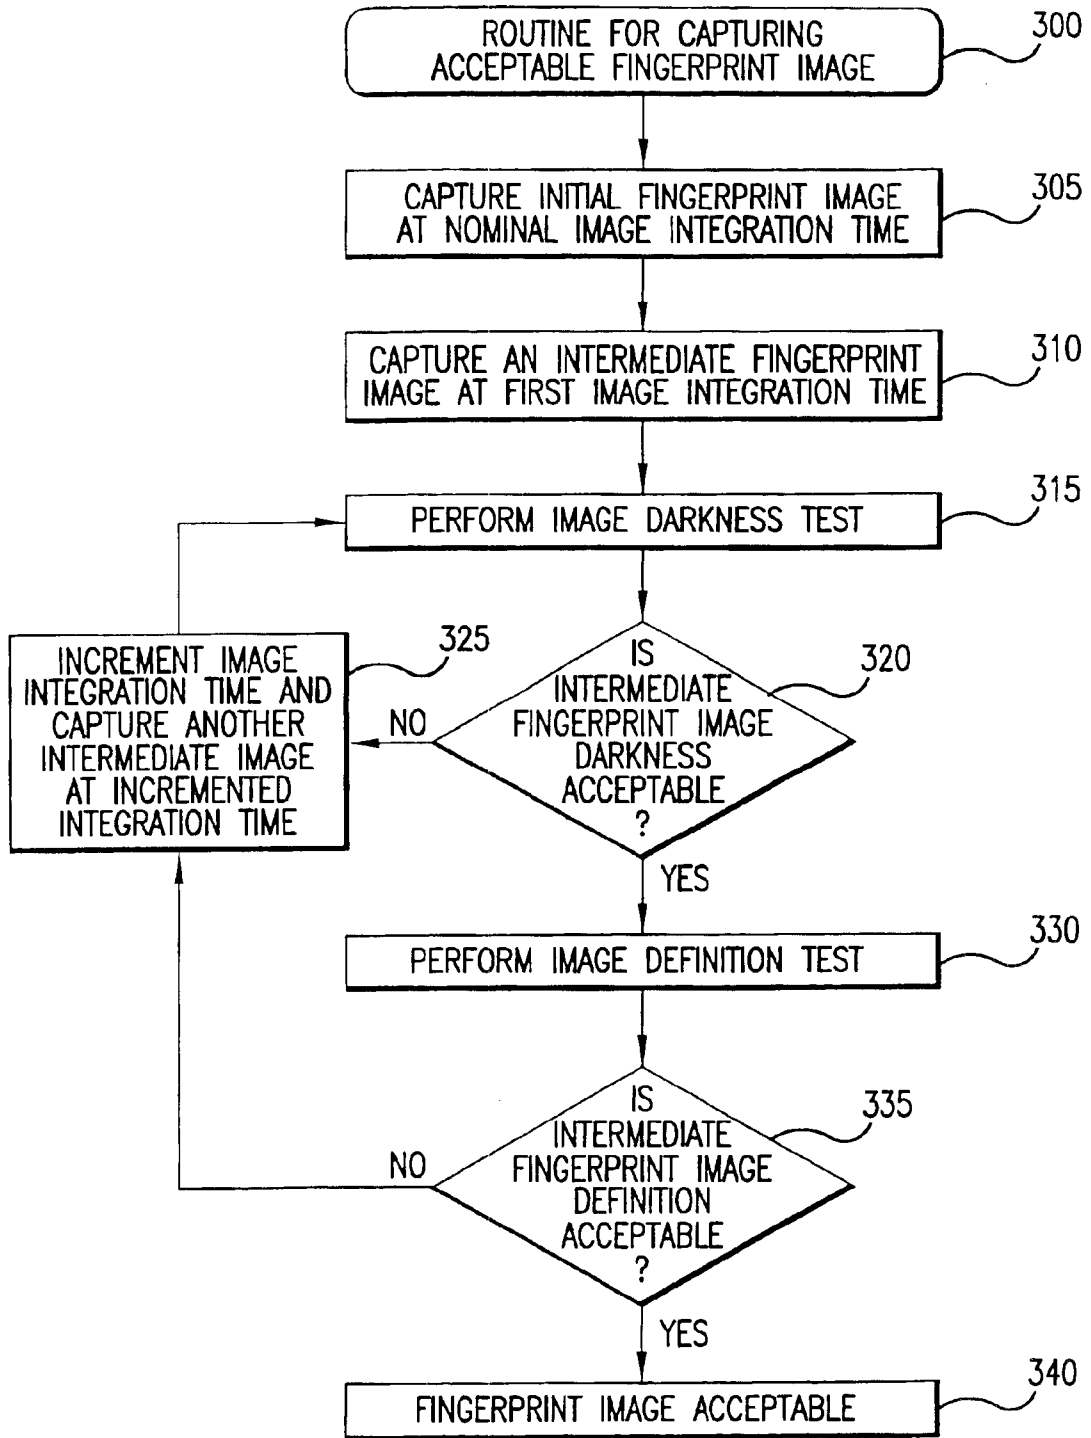 ROUTINE FOR CAPTURING
ACCEPTABLE FINGERPRINT IMAGE
300
CAPTURE INITIAL FINGERPRINT IMAGE
AT NOMINAL IMAGE INTEGRATION TIME
305
CAPTURE AN INTERMEDIATE FINGERPRINT
IMAGE AT FIRST IMAGE INTEGRATION TIME
310
PERFORM IMAGE DARKNESS TEST
315
IS
INTERMEDIATE
FINGERPRINT IMAGE
DARKNESS
ACCEPTABLE
?
320
NO
INCREMENT IMAGE
INTEGRATION TIME AND
CAPTURE ANOTHER
INTERMEDIATE IMAGE
AT INCREMENTED
INTEGRATION TIME
325
YES
PERFORM IMAGE DEFINITION TEST
330
IS
INTERMEDIATE
FINGERPRINT IMAGE
DEFINITION
ACCEPTABLE
?
335
NO
YES
FINGERPRINT IMAGE ACCEPTABLE
340